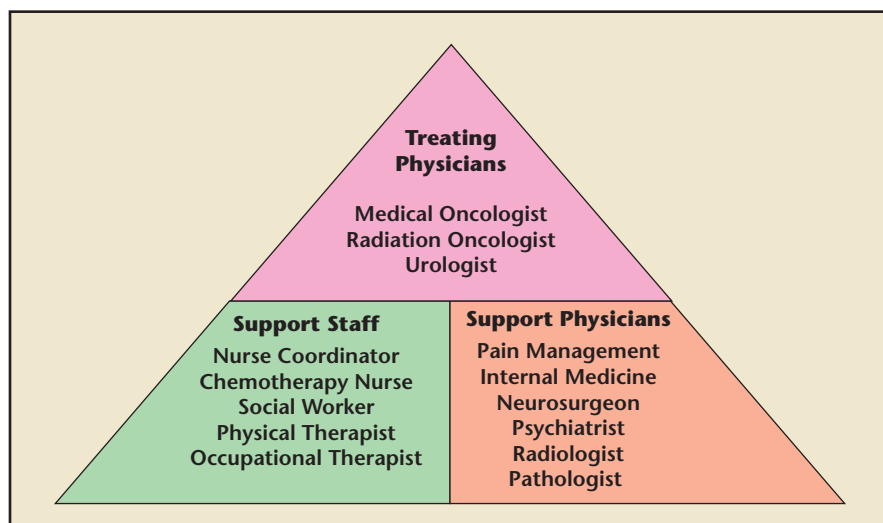 Treating
Physicians
Medical Oncologist
Radiation Oncologist
Urologist
Support Staff
Nurse Coordinator
Chemotherapy Nurse
Social Worker
Physical Therapist
Occupational Therapist
Support Physicians
Pain Management
Internal Medicine
Neurosurgeon
Psychiatrist
Radiologist
Pathologist